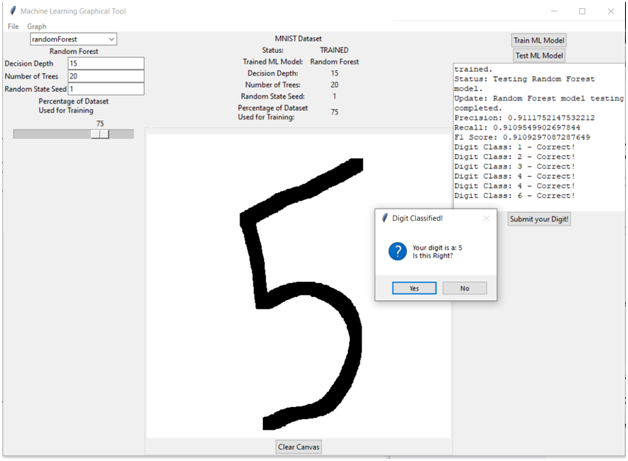 Machine Learning Graphical Tool
File Graph
randomForest
Random Forest
Decision Depth 15
Number of Trees 20
Random State Seed 1
Percentage of Dataset
Used for Training:
75
MNIST Dataset
Status: TRAINED
Trained ML Model: Random Forest
Decision Depth: 15
Number of Trees: 20
Random State Seed: 1
Percentage of Dataset
Used for Training: 75
5
Clear Canvas
Digit Classified!
Your digit is a: 5
Is this Right?
Yes No
Train ML Model
Test ML Model
trained.
Status: Testing Random Forest
model.
Update: Random Forest model testing
completed.
Precision: 0.9111752147532212
Recall: 0.9109549902697844
F1 Score: 0.9109297087287649
Digit Class: 1 - Correct!
Digit Class: 2 - Correct!
Digit Class: 3 - Correct!
Digit Class: 4 - Correct!
Digit Class: 4 - Correct!
Digit Class: 6 - Correct!
Submit your Digit!